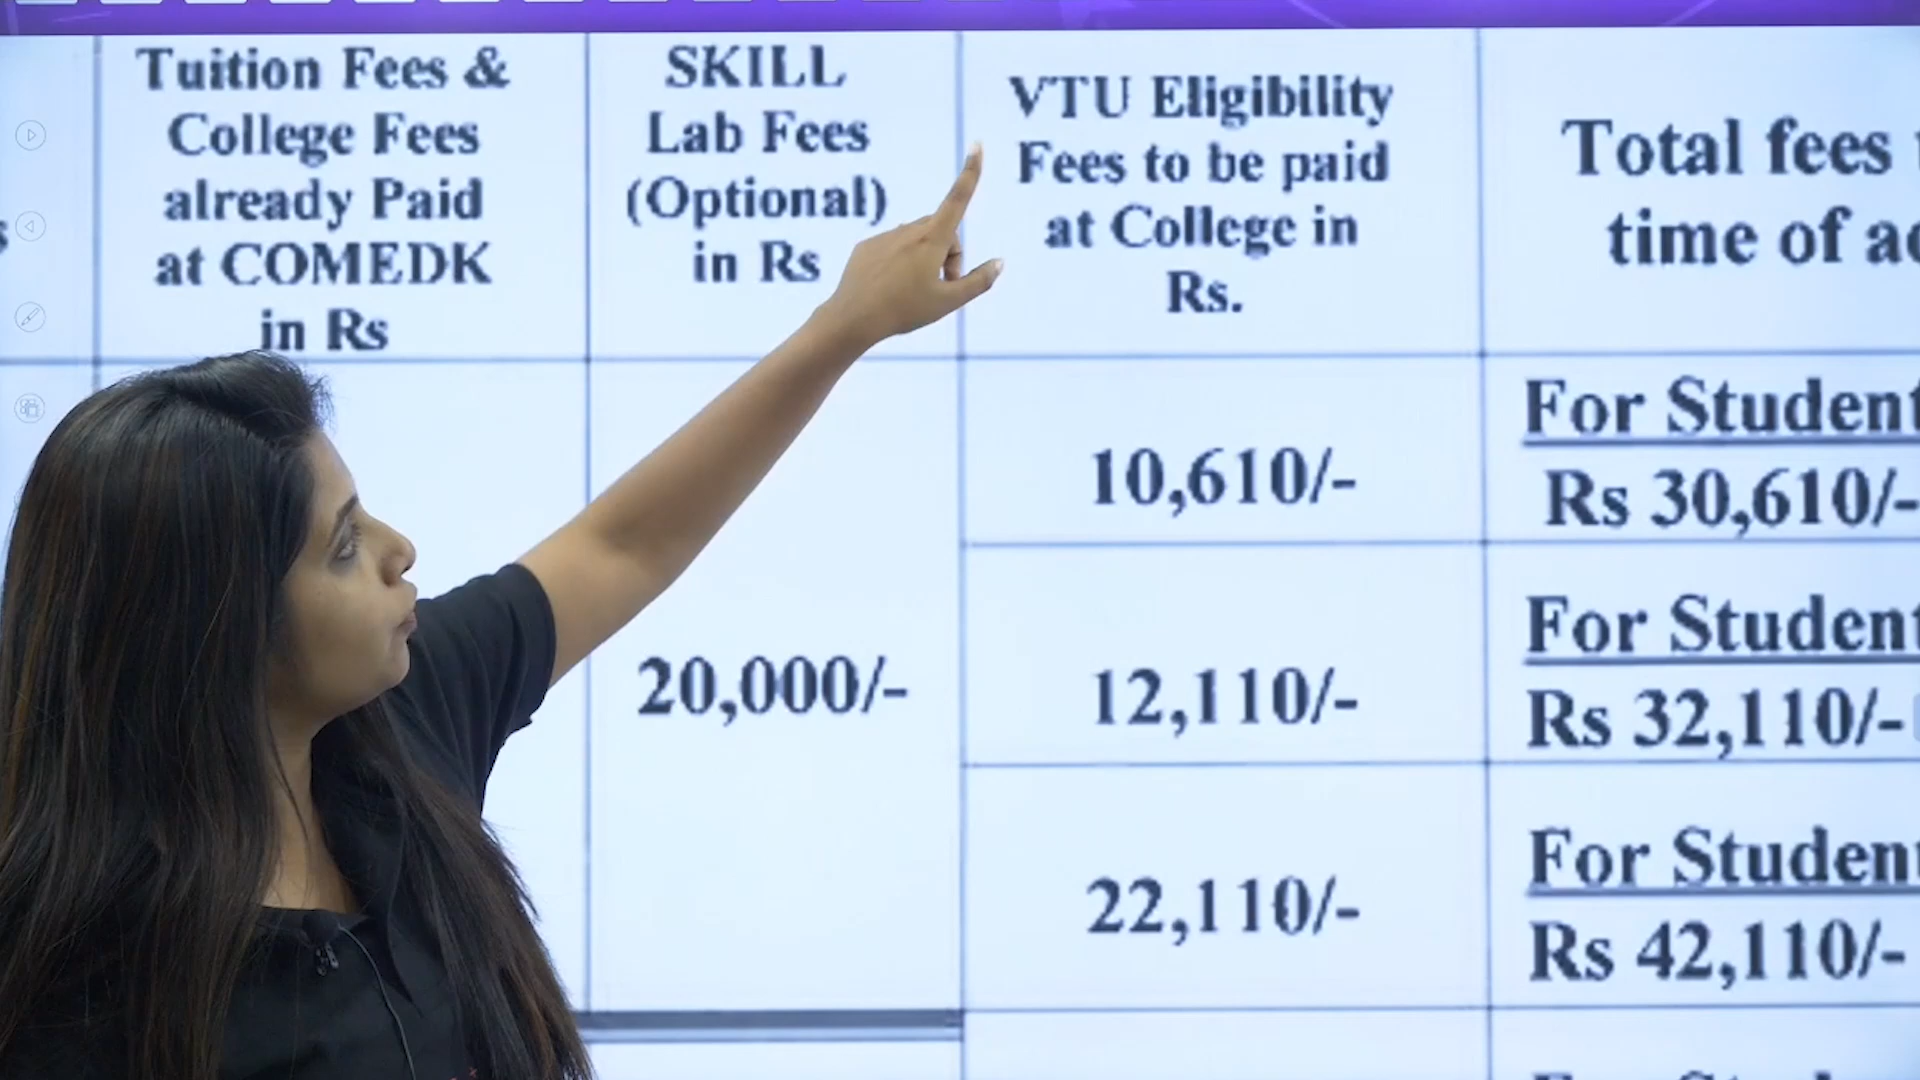 Tuition Fees &
College Fees
already Paid
at COMEDK
in Rs
SKILL
Lab Fees
(Optional)
in Rs
VTU Eligibility
Fees to be paid
at College in
Rs.
Total fees
time of
20,000/-
10,610/-
For Student
Rs 30,610/-
12,110/-
For Student
Rs 32,110/-
22,110/-
For Student
Rs 42,110/-